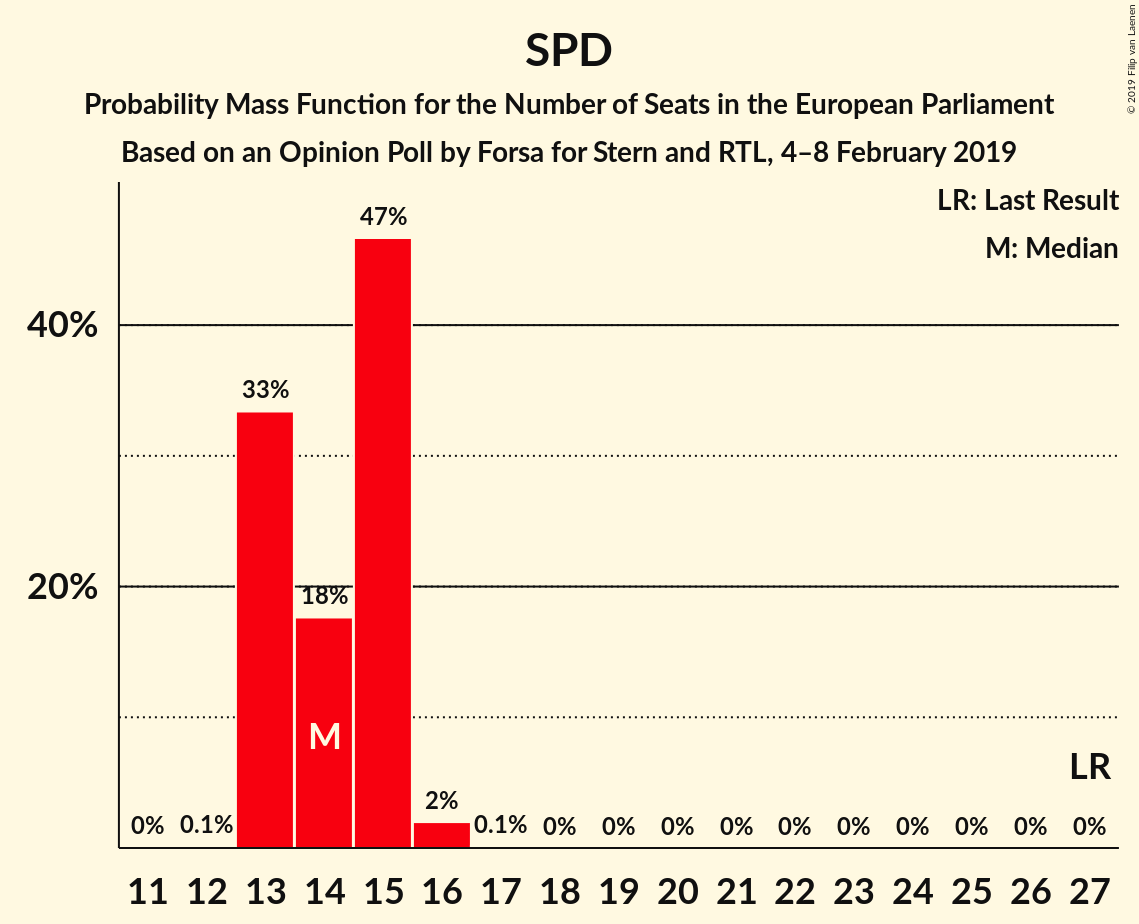 SPD
Probability Mass Function for the Number of Seats in the European Parliament
Based on an Opinion Poll by Forsa for Stern and RTL, 4–8 February 2019
© 2019 Filip van Laenen
LR: Last Result
M: Median
47%
40%
33%
20%
18%
M
LR
2%
0% 0.1% 0.1% 0% 0% 0% 0% 0% 0% 0% 0% 0% 0%
11 12 13 14 15 16 17 18 19 20 21 22 23 24 25 26 27